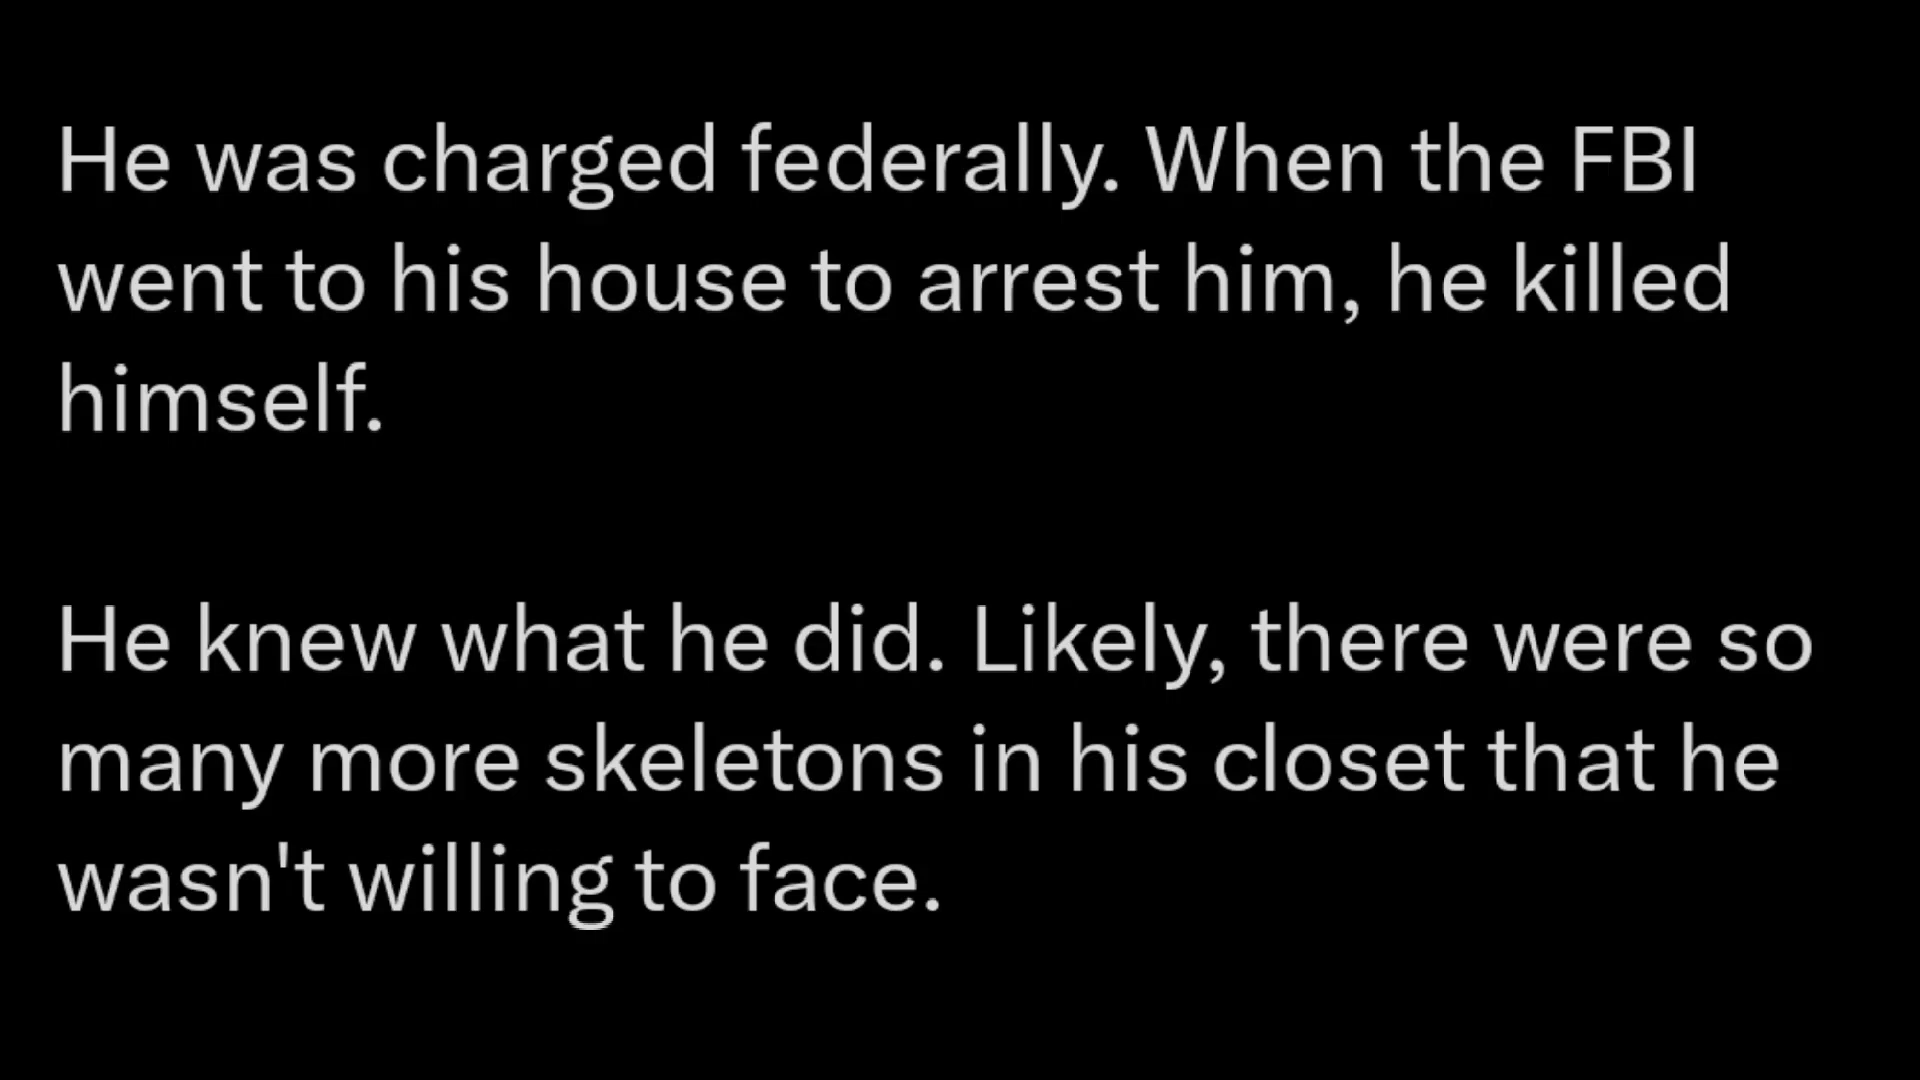 He was charged federally. When the FBI
went to his house to arrest him, he killed
himself.
He knew what he did. Likely, there were so
many more skeletons in his closet that he
wasn't willing to face.